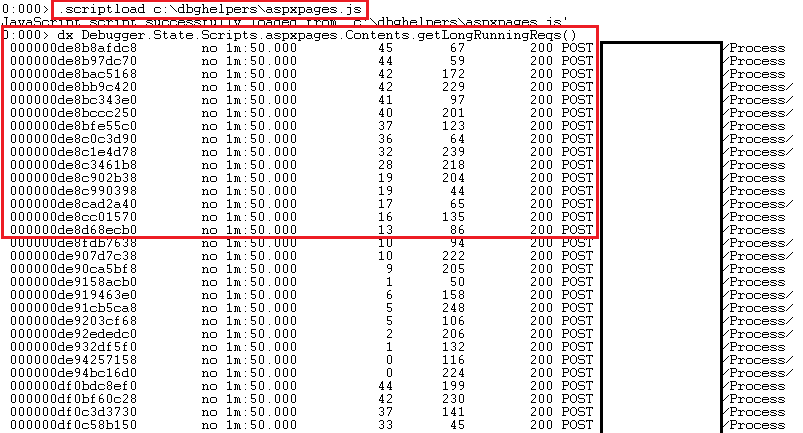 0:000> .scriptload c:\dbghelpers\aspxpages.js
JavaScript script successfully loaded from 'c:\dbghelpers\aspxpages.js'
0:000> dx Debugger.State.Scripts.aspxpages.Contents.getLongRunningReqs()
000000de8b8afdc8 no 1m:50.000 45 67 200 POST /Process
000000de8b97dc70 no 1m:50.000 44 59 200 POST /Process
000000de8bac5168 no 1m:50.000 42 172 200 POST /Process
000000de8bb9c420 no 1m:50.000 42 229 200 POST /Process/
000000de8bc343e0 no 1m:50.000 41 97 200 POST /Process/
000000de8bccc250 no 1m:50.000 40 201 200 POST /Process/
000000de8bfe55c0 no 1m:50.000 37 123 200 POST /Process/
000000de8c0c3d90 no 1m:50.000 36 64 200 POST /Process
000000de8c1e4d78 no 1m:50.000 32 239 200 POST /Process/
000000de8c3461b8 no 1m:50.000 28 218 200 POST /Process
000000de8c902b38 no 1m:50.000 19 204 200 POST /Process
000000de8c990398 no 1m:50.000 19 44 200 POST /Process
000000de8cad2a40 no 1m:50.000 17 65 200 POST /Process/
000000de8cc01570 no 1m:50.000 16 135 200 POST /Process
000000de8d68ecb0 no 1m:50.000 13 86 200 POST /Process
000000de8fdb7638 no 1m:50.000 10 94 200 POST /Process
000000de907d7c38 no 1m:50.000 10 222 200 POST /Process/
000000de90ca5bf8 no 1m:50.000 9 205 200 POST /Process
000000de9158acb0 no 1m:50.000 1 50 200 POST /Process
000000de919463e0 no 1m:50.000 6 158 200 POST /Process/
000000de91cb5ca8 no 1m:50.000 5 248 200 POST /Process
000000de9203cf68 no 1m:50.000 5 106 200 POST /Process/
000000de92ededc0 no 1m:50.000 2 206 200 POST /Process
000000de932df5f0 no 1m:50.000 1 132 200 POST /Process
000000de94257158 no 1m:50.000 0 116 200 POST /Process/
000000de94bc16d0 no 1m:50.000 0 224 200 POST /Process/
000000df0bdc8ef0 no 1m:50.000 44 199 200 POST /Process
000000df0bf60c28 no 1m:50.000 42 230 200 POST /Process
000000df0c3d3730 no 1m:50.000 37 141 200 POST /Process
000000df0c58b150 no 1m:50.000 33 45 200 POST /Process